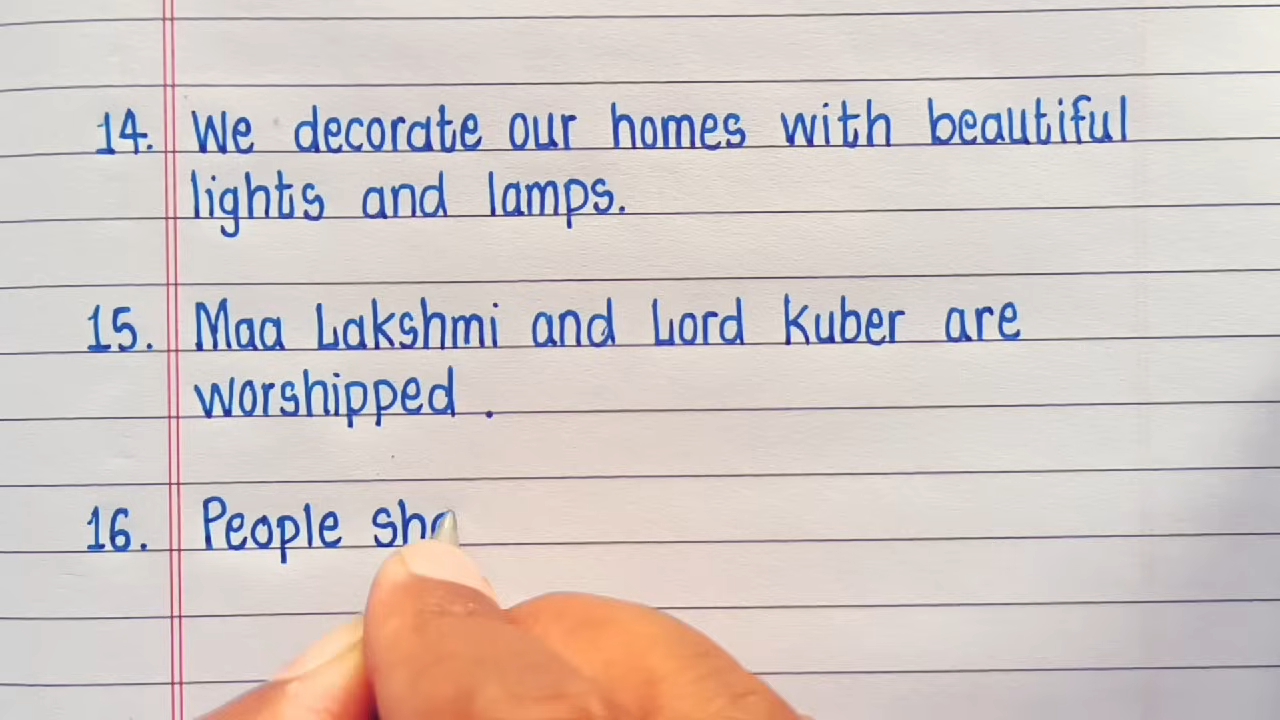 14. We decorate our homes with beautiful
lights and lamps.
15. Maa Lakshmi and Lord Kuber are
worshipped .
16. People